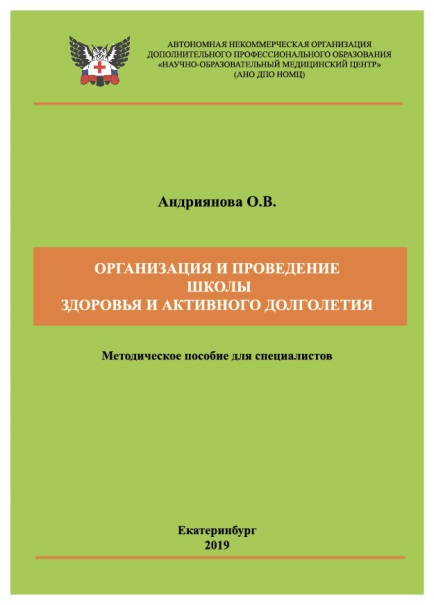 АВТОНОМНАЯ НЕКОММЕРЧЕСКАЯ ОРГАНИЗАЦИЯ
ДОПОЛНИТЕЛЬНОГО ПРОФЕССИОНАЛЬНОГО ОБРАЗОВАНИЯ
«НАУЧНО-ОБРАЗОВАТЕЛЬНЫЙ МЕДИЦИНСКИЙ ЦЕНТР»
(АНО ДПО НОМЦ)
Андриянова О.В.
ОРГАНИЗАЦИЯ И ПРОВЕДЕНИЕ
ШКОЛЫ
ЗДОРОВЬЯ И АКТИВНОГО ДОЛГОЛЕТИЯ
Методическое пособие для специалистов
Екатеринбург
2019